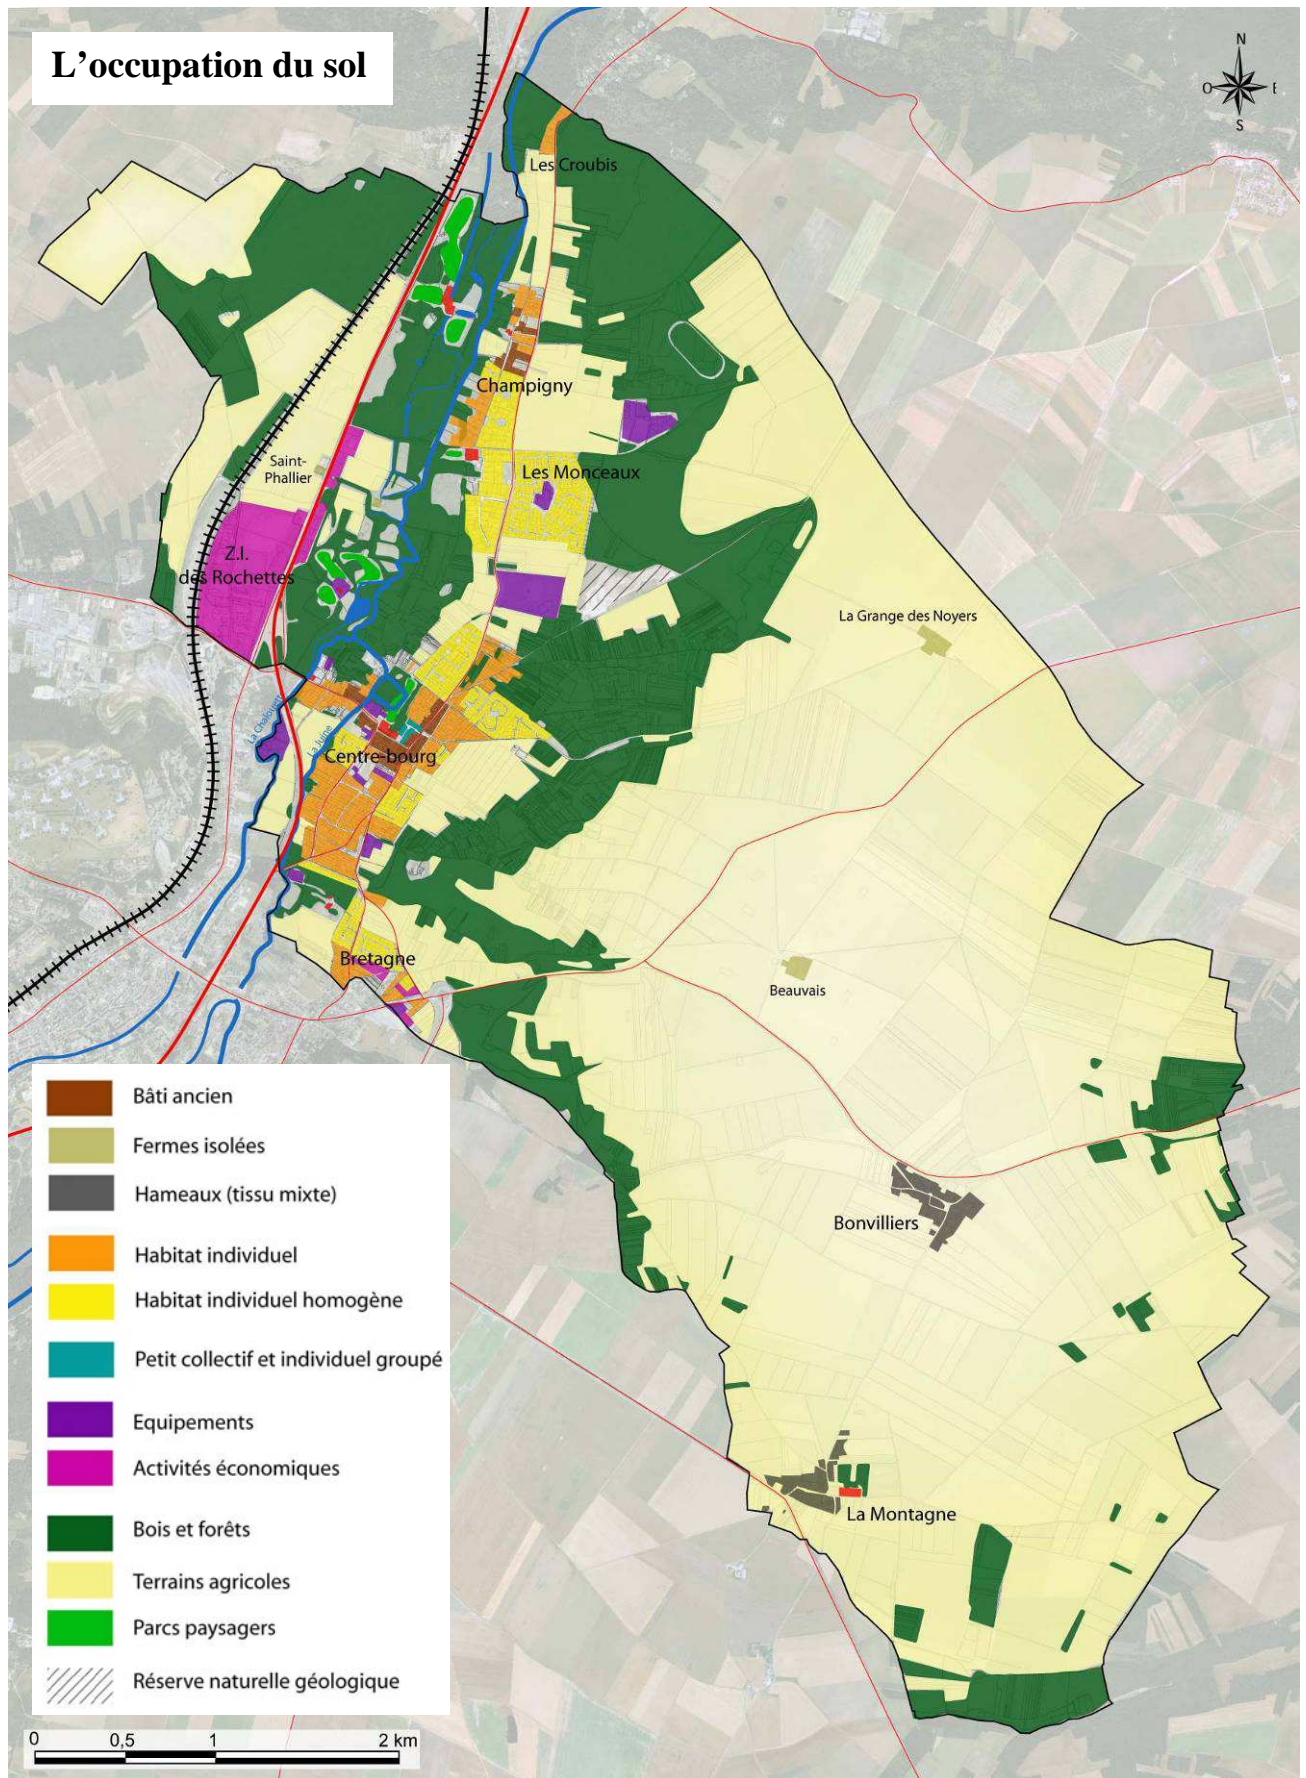 L'occupation du sol
N
O
E
S
Les Croubis
Champigny
Saint-
Phallier
Les Monceaux
Z.I.
des Rochettes
La Grange des Noyers
La Juine
Centre-bourg
Bretagne
Beauvais
Bonvilliers
La Montagne
Bâti ancien
Fermes isolées
Hameaux (tissu mixte)
Habitat individuel
Habitat individuel homogène
Petit collectif et individuel groupé
Equipements
Activités économiques
Bois et forêts
Terrains agricoles
Parcs paysagers
Réserve naturelle géologique
0 0,5 1 2 km